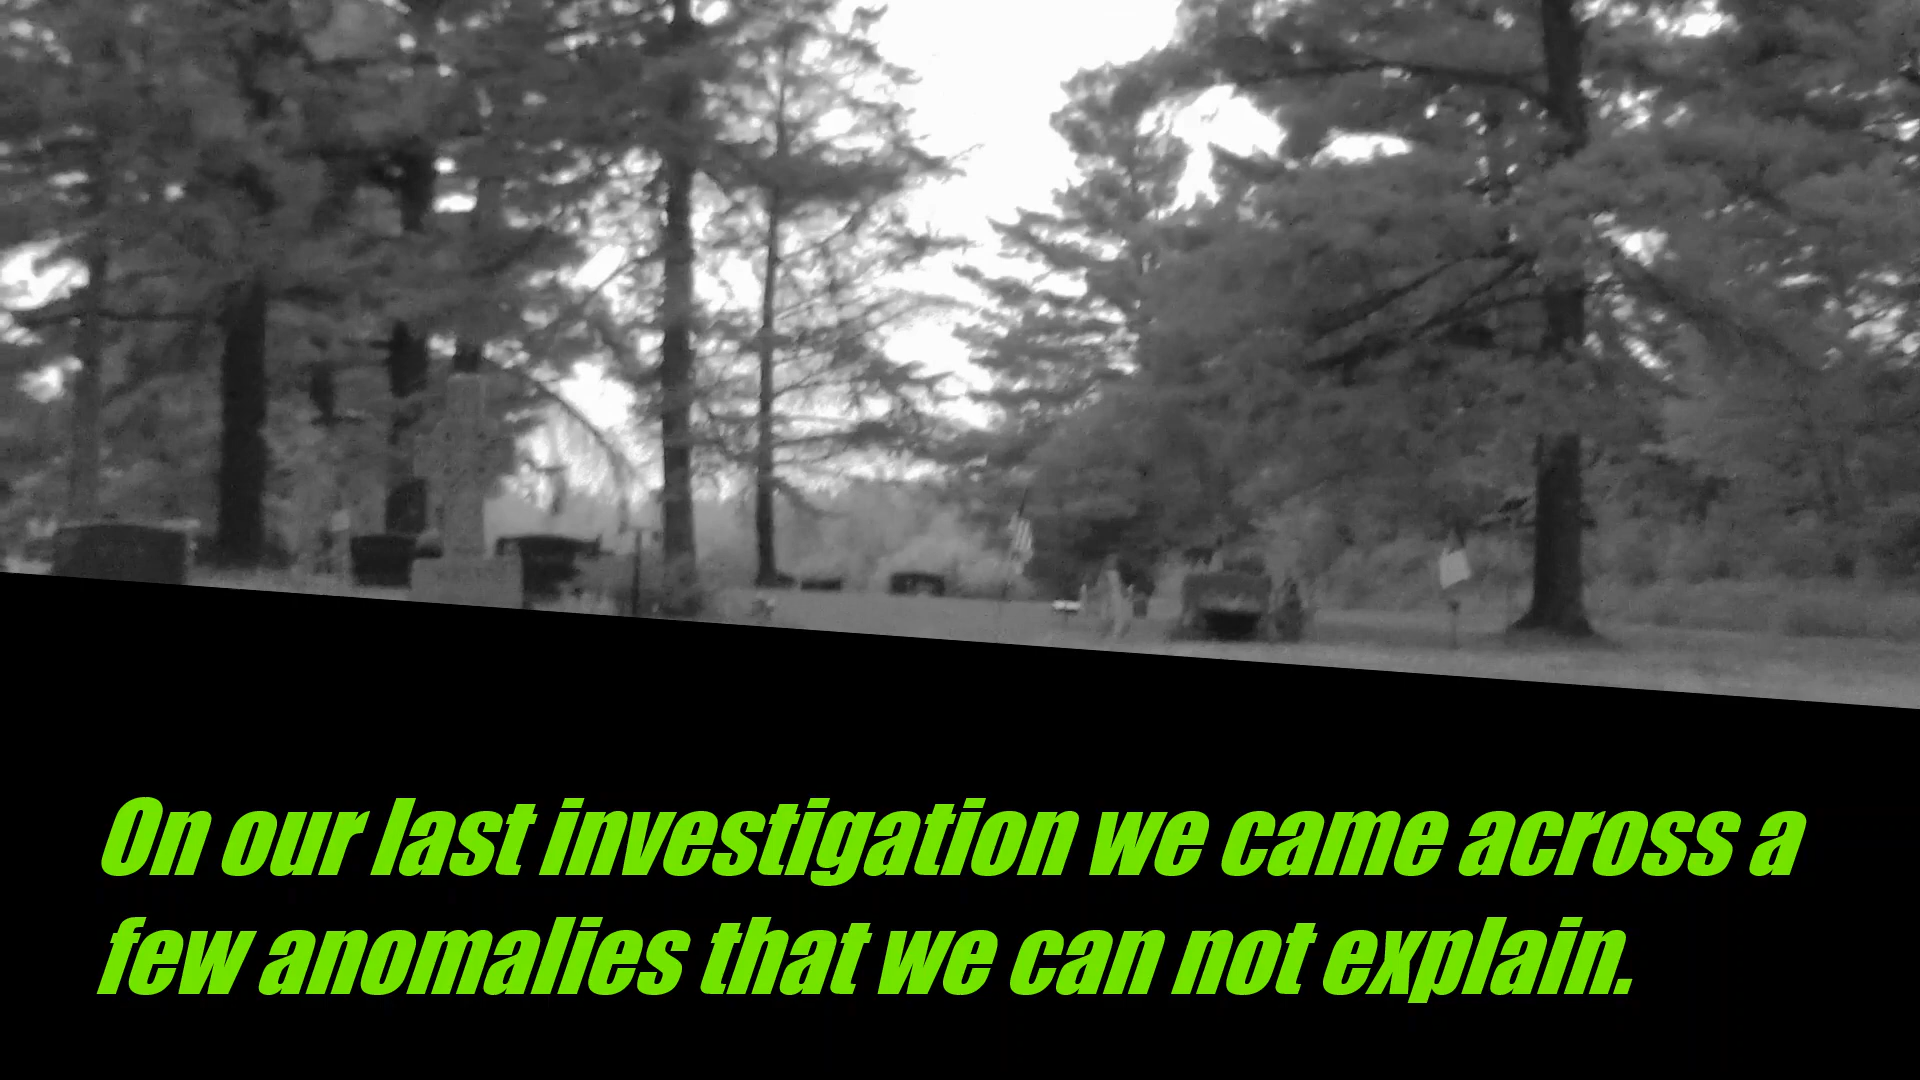 On our last investigation we came across a
few anomalies that we can not explain.